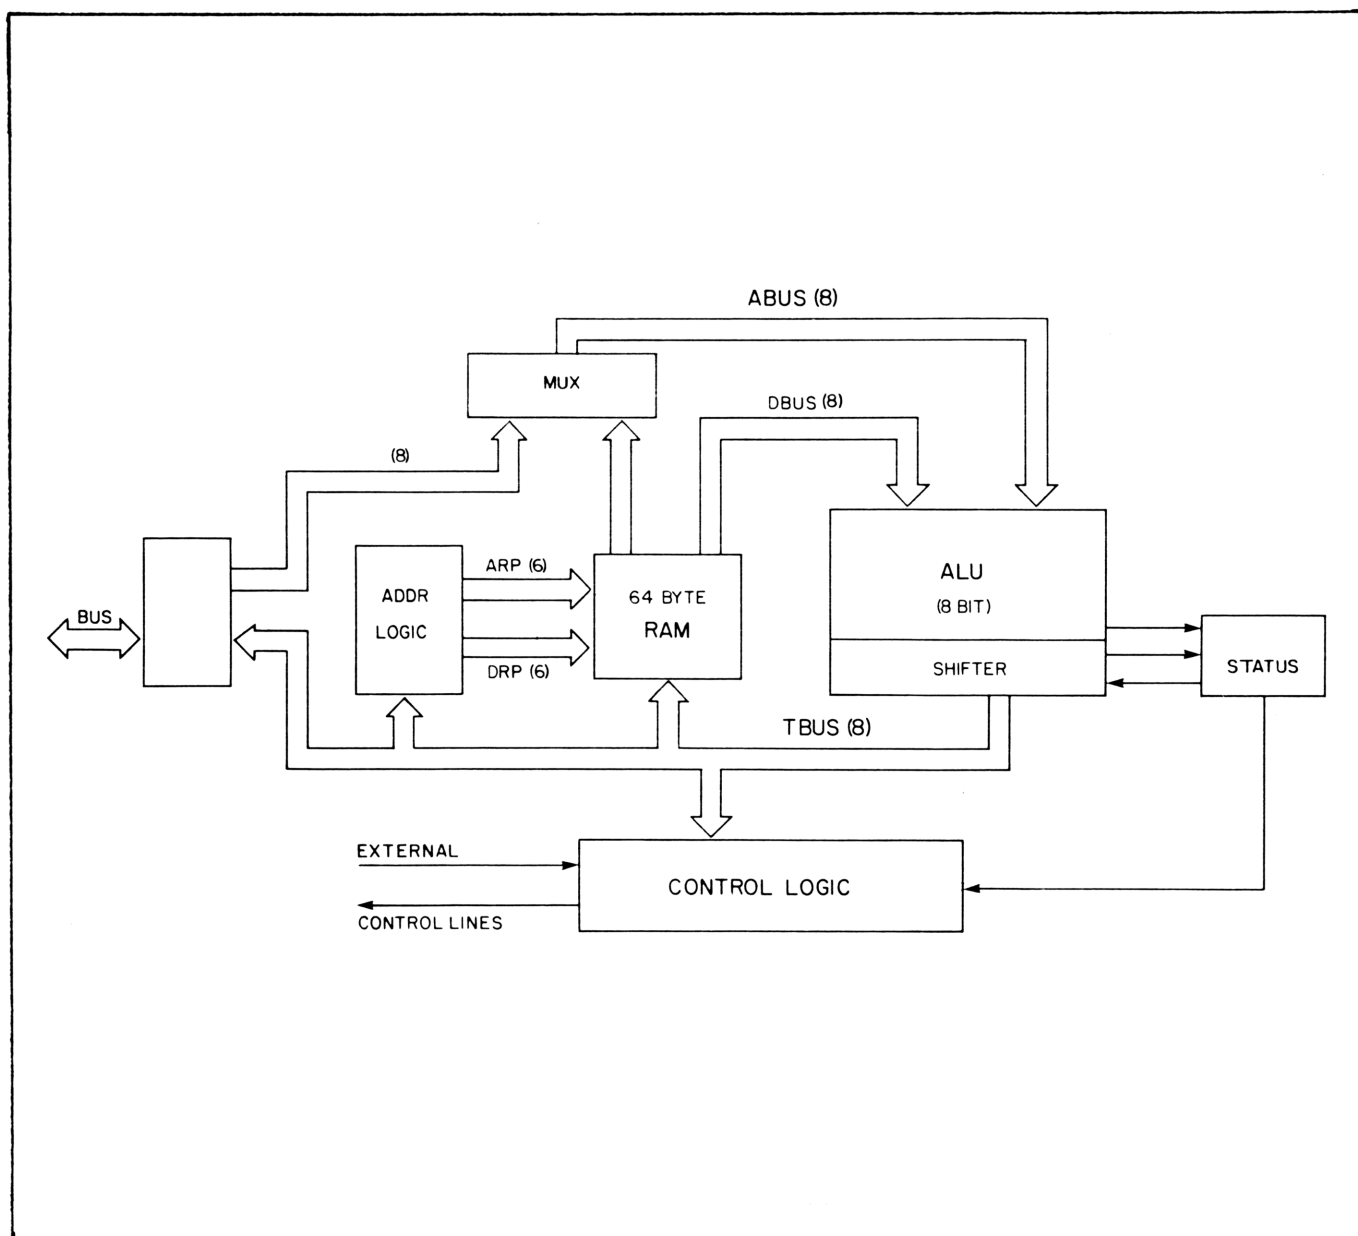 ABUS (8)
MUX
DBUS (8)
(8)
ARP (6)
ADDR
LOGIC
64 BYTE
RAM
ALU
(8 BIT)
BUS
DRP (6)
SHIFTER
STATUS
TBUS (8)
EXTERNAL
CONTROL LOGIC
CONTROL LINES